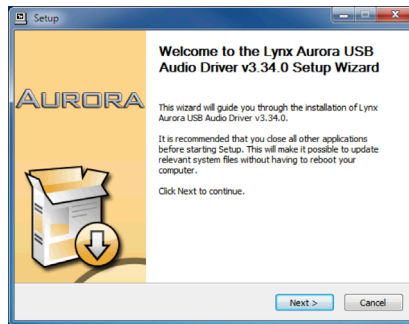 Setup
Welcome to the Lynx Aurora USB
Audio Driver v3.34.0 Setup Wizard
AURORA
This wizard will guide you through the installation of Lynx
Aurora USB Audio Driver v3.34.0.
It is recommended that you close all other applications
before starting Setup. This will make it possible to update
relevant system files without having to reboot your
computer.
Click Next to continue.
Next >
Cancel